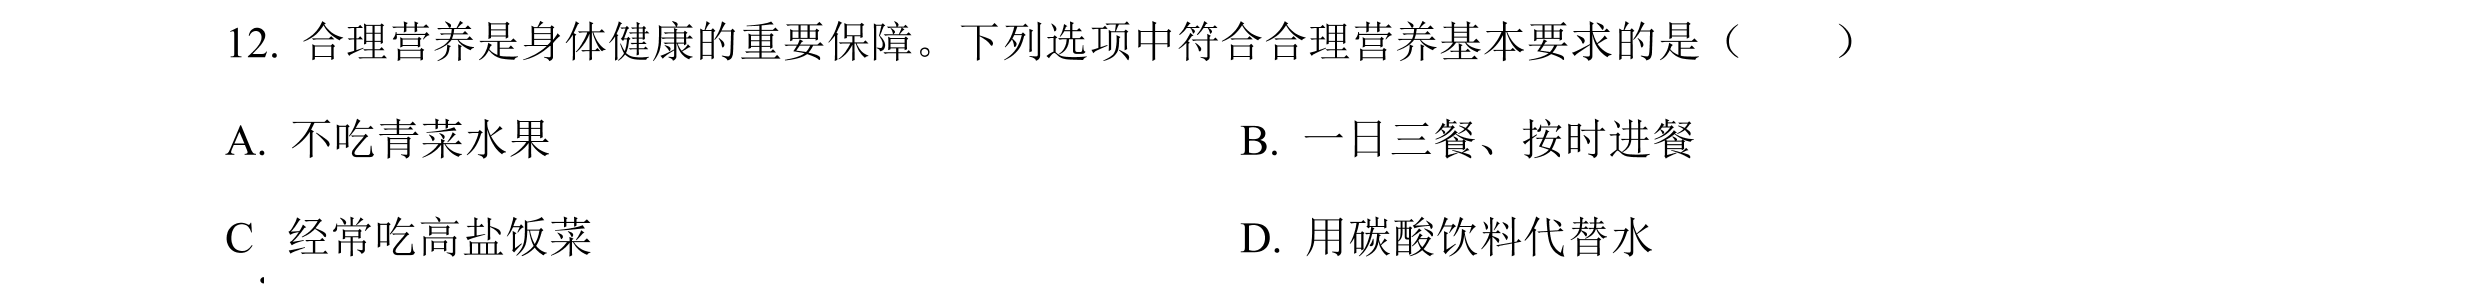 12. 合理营养是身体健康的重要保障。下列选项中符合合理营养基本要求的是（　　）
A. 不吃青菜水果　　B. 一日三餐、按时进餐
C. 经常吃高盐饭菜　　D. 用碳酸饮料代替水